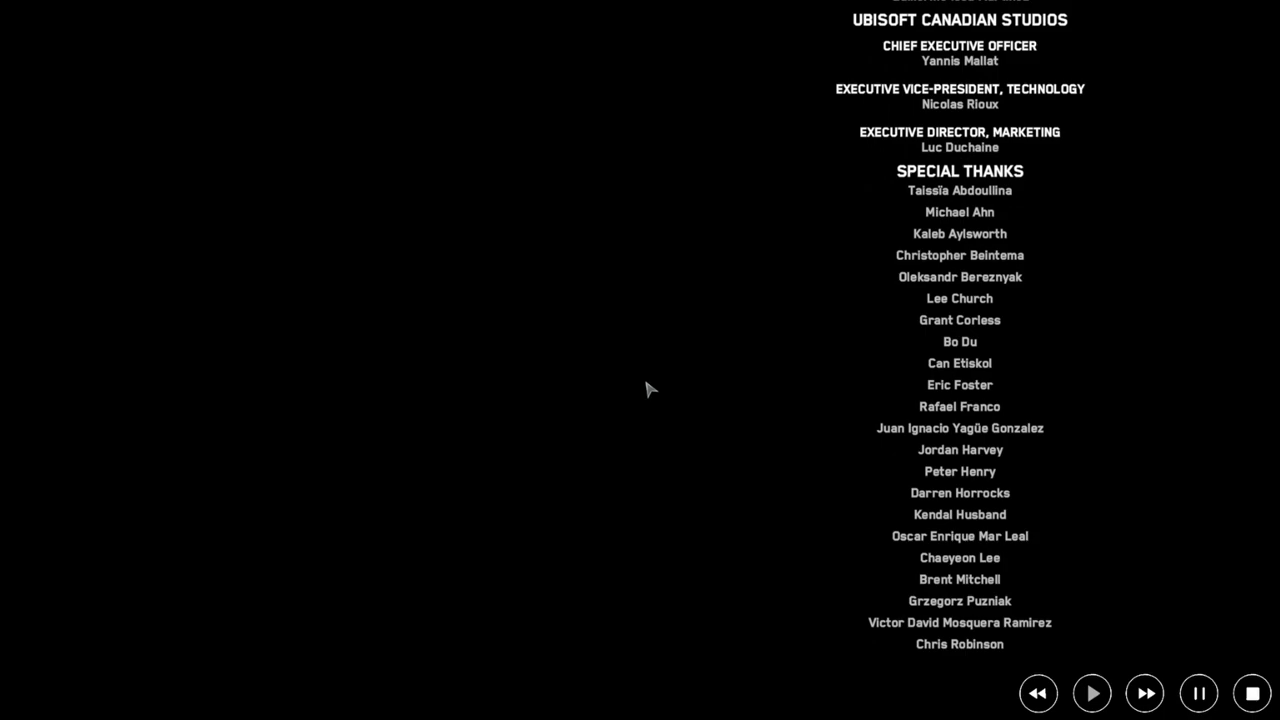 UBISOFT CANADIAN STUDIOS
CHIEF EXECUTIVE OFFICER
Yannis Mallat
EXECUTIVE VICE-PRESIDENT, TECHNOLOGY
Nicolas Rioux
EXECUTIVE DIRECTOR, MARKETING
Luc Duchaine
SPECIAL THANKS
Taissïa Abdoullina
Michael Ahn
Kaleb Aylsworth
Christopher Beintema
Oleksandr Bereznyak
Lee Church
Grant Corless
Bo Du
Can Etiskol
Eric Foster
Rafael Franco
Juan Ignacio Yagüe Gonzalez
Jordan Harvey
Peter Henry
Darren Horrocks
Kendal Husband
Oscar Enrique Mar Leal
Chaeyeon Lee
Brent Mitchell
Grzegorz Puzniak
Victor David Mosquera Ramirez
Chris Robinson